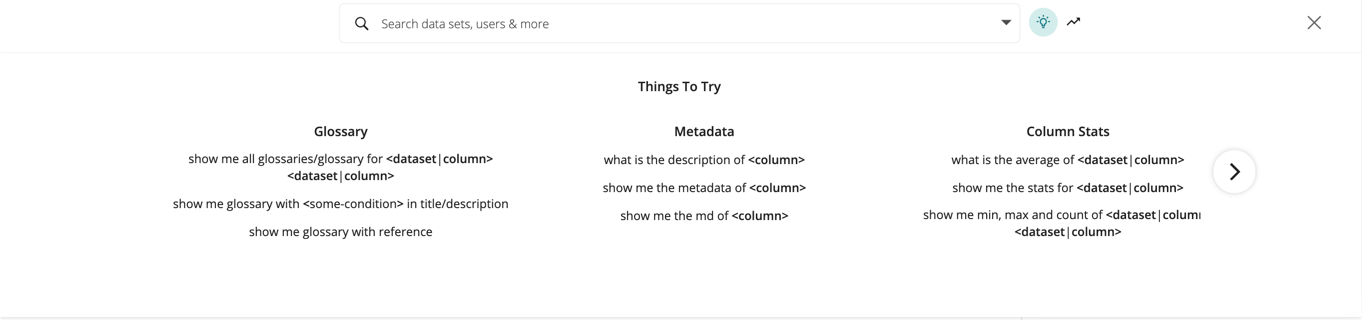 Search data sets, users & more
Things To Try
Glossary
show me all glossaries/glossary for <dataset|column>
<dataset|column>
show me glossary with <some-condition> in title/description
show me glossary with reference
Metadata
what is the description of <column>
show me the metadata of <column>
show me the md of <column>
Column Stats
what is the average of <dataset|column>
show me the stats for <dataset|column>
show me min, max and count of <dataset|colum
<dataset|column>